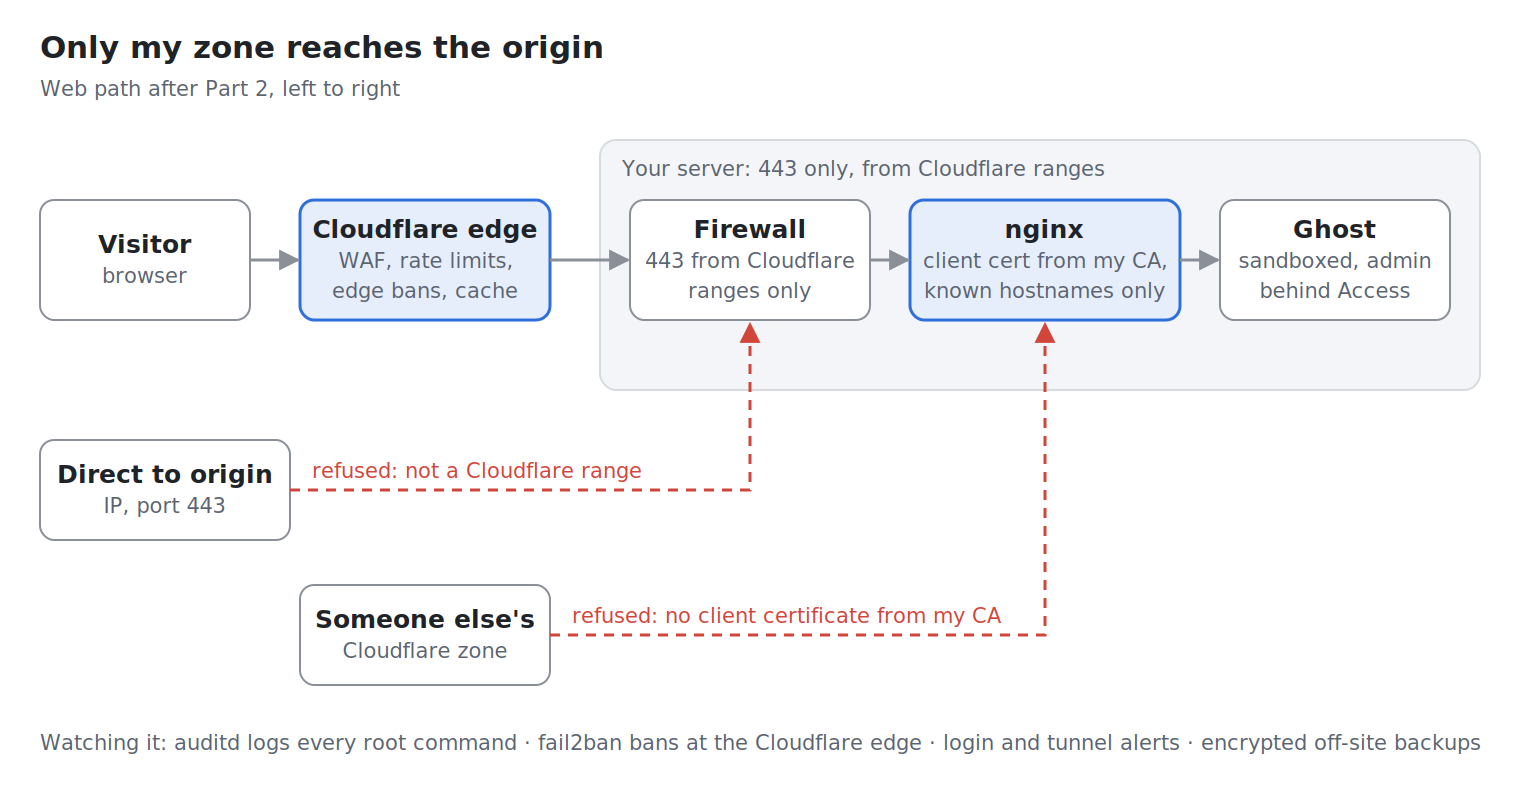 Only my zone reaches the origin
Web path after Part 2, left to right
Your server: 443 only, from Cloudflare ranges
Visitor
browser
Cloudflare edge
WAF, rate limits,
edge bans, cache
Firewall
443 from Cloudflare
ranges only
nginx
client cert from my CA,
known hostnames only
Ghost
sandboxed, admin
behind Access
Direct to origin
IP, port 443
refused: not a Cloudflare range
Someone else's
Cloudflare zone
refused: no client certificate from my CA
Watching it: auditd logs every root command · fail2ban bans at the Cloudflare edge · login and tunnel alerts · encrypted off-site backups